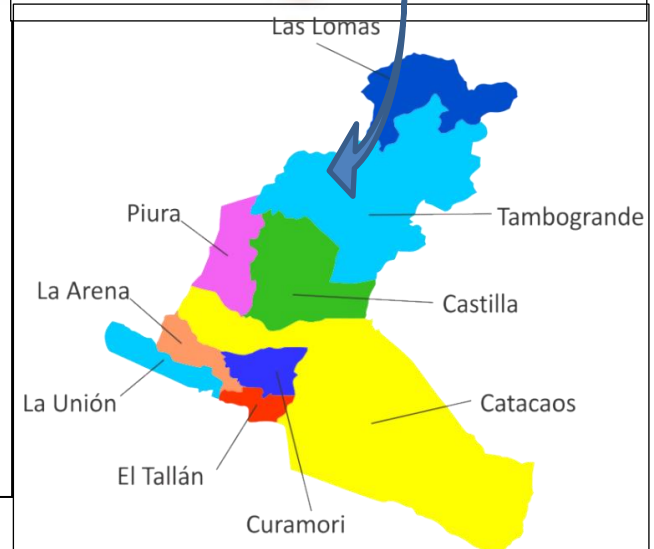 Las Lomas
Piura
Tambogrande
La Arena
Castilla
La Unión
Catacaos
El Tallán
Curamori